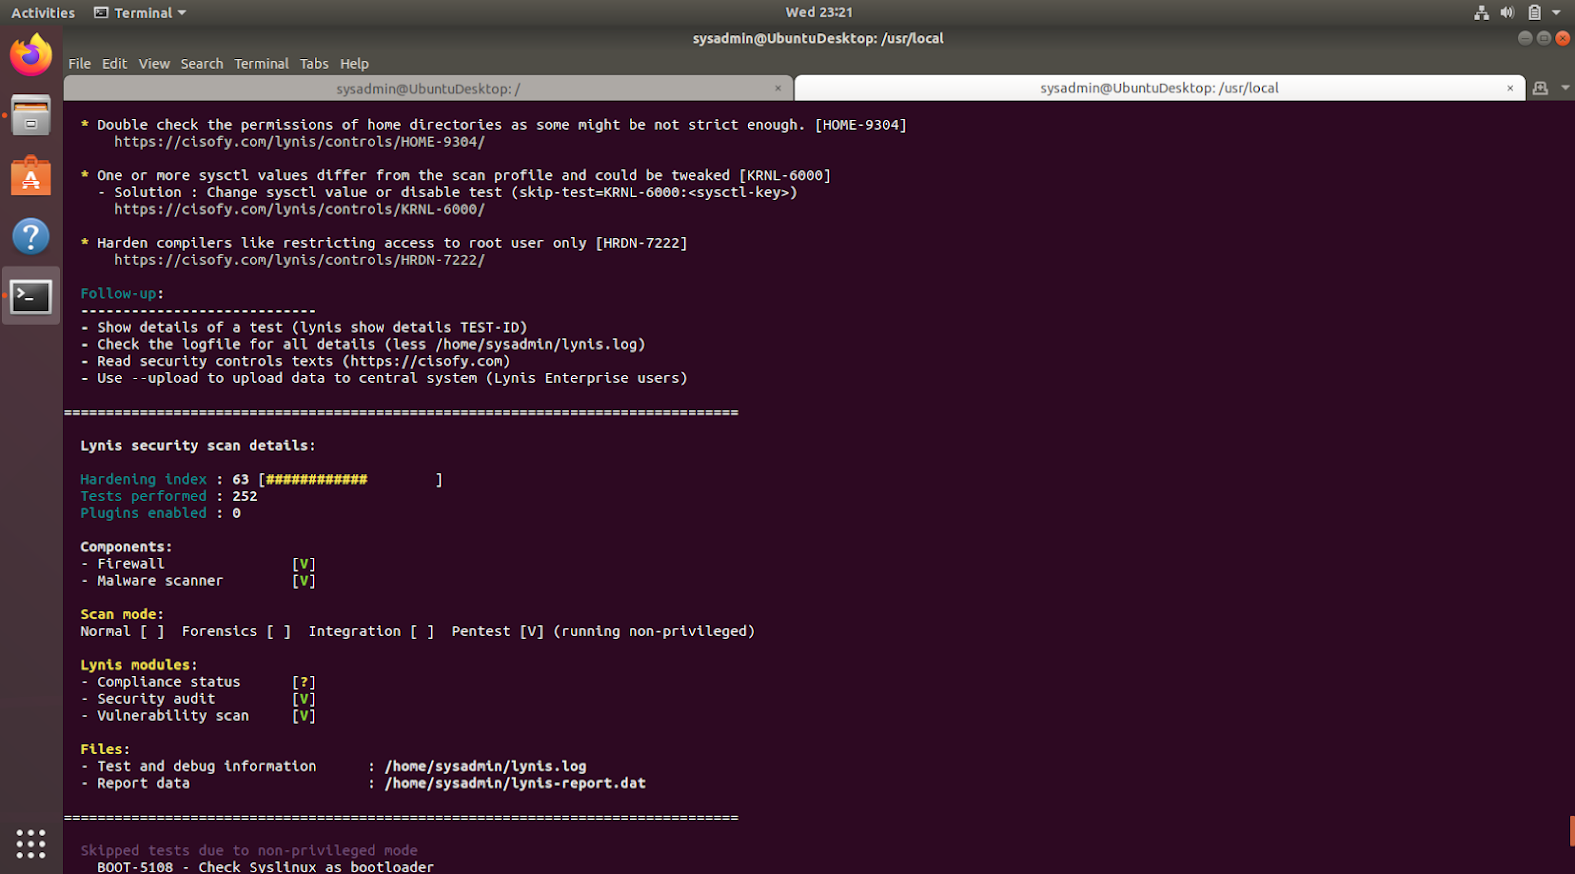 Activities Terminal Wed 23:21
sysadmin@UbuntuDesktop: /usr/local
File Edit View Search Terminal Tabs Help
sysadmin@UbuntuDesktop: / × sysadmin@UbuntuDesktop: /usr/local ×
* Double check the permissions of home directories as some might be not strict enough. [HOME-9304]
https://cisofy.com/lynis/controls/HOME-9304/
* One or more sysctl values differ from the scan profile and could be tweaked [KRNL-6000]
- Solution : Change sysctl value or disable test (skip-test=KRNL-6000:<sysctl-key>)
https://cisofy.com/lynis/controls/KRNL-6000/
* Harden compilers like restricting access to root user only [HRDN-7222]
https://cisofy.com/lynis/controls/HRDN-7222/
Follow-up:
----------------------------
- Show details of a test (lynis show details TEST-ID)
- Check the logfile for all details (less /home/sysadmin/lynis.log)
- Read security controls texts (https://cisofy.com)
- Use --upload to upload data to central system (Lynis Enterprise users)
================================================================================
Lynis security scan details:
Hardening index : 63 [############        ]
Tests performed : 252
Plugins enabled : 0
Components:
- Firewall [V]
- Malware scanner [V]
Scan mode:
Normal [ ] Forensics [ ] Integration [ ] Pentest [V] (running non-privileged)
Lynis modules:
- Compliance status [?]
- Security audit [V]
- Vulnerability scan [V]
Files:
- Test and debug information : /home/sysadmin/lynis.log
- Report data : /home/sysadmin/lynis-report.dat
================================================================================
Skipped tests due to non-privileged mode
BOOT-5108 - Check Syslinux as bootloader